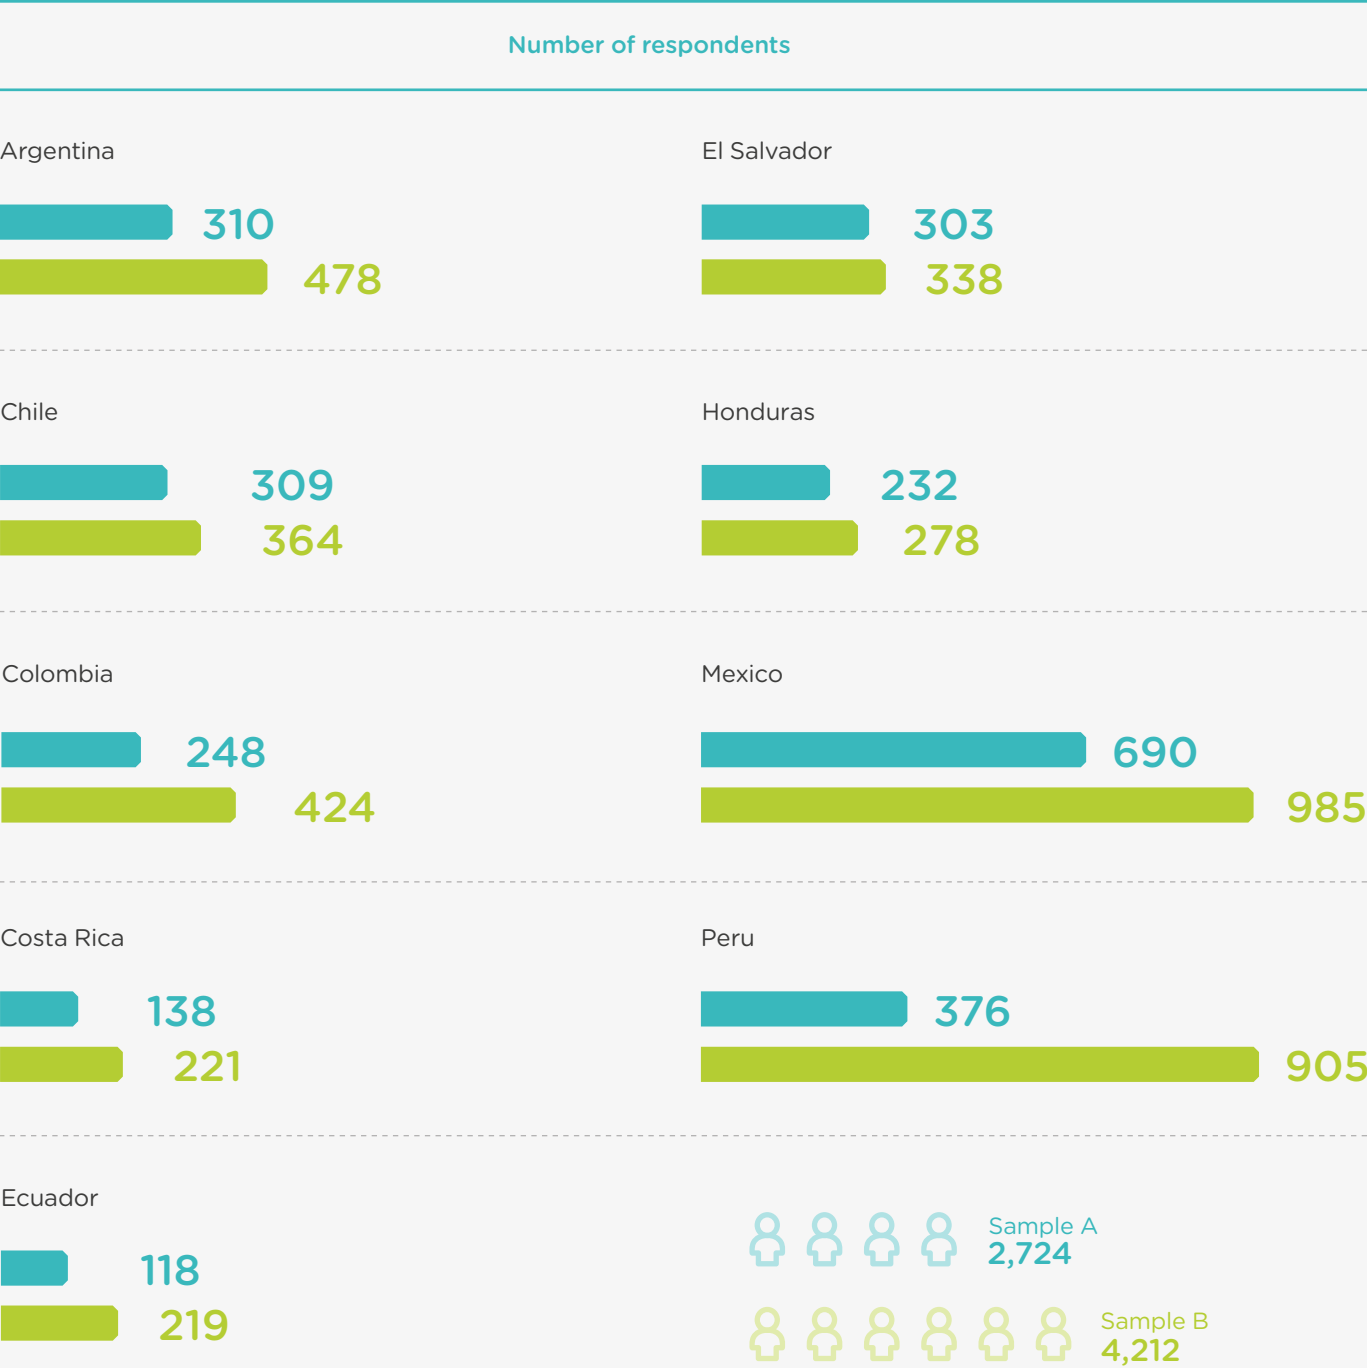 Number of respondents
Argentina
310
478
El Salvador
303
338
Chile
309
364
Honduras
232
278
Colombia
248
424
Mexico
690
985
Costa Rica
138
221
Peru
376
905
Ecuador
118
219
Sample A
2,724
Sample B
4,212